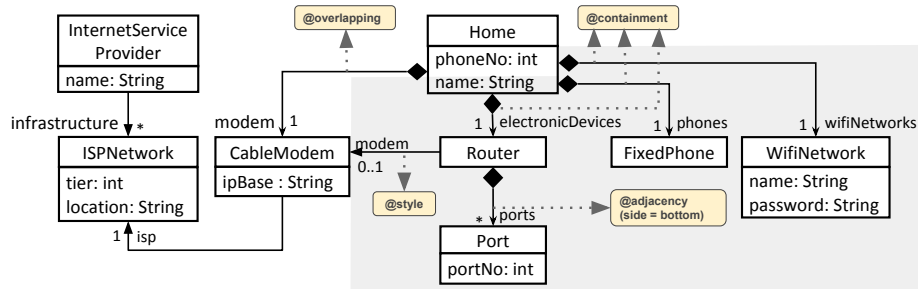 @overlapping
@containment
InternetService
Provider
name: String
Home
phoneNo: int
name: String
infrastructure
*
modem
1
1
electronicDevices
1
phones
1
wifiNetworks
ISPNetwork
tier: int
location: String
CableModem
ipBase : String
modem
0..1
Router
FixedPhone
WifiNetwork
name: String
password: String
@style
@adjacency
(side = bottom)
*
ports
1
isp
Port
portNo: int